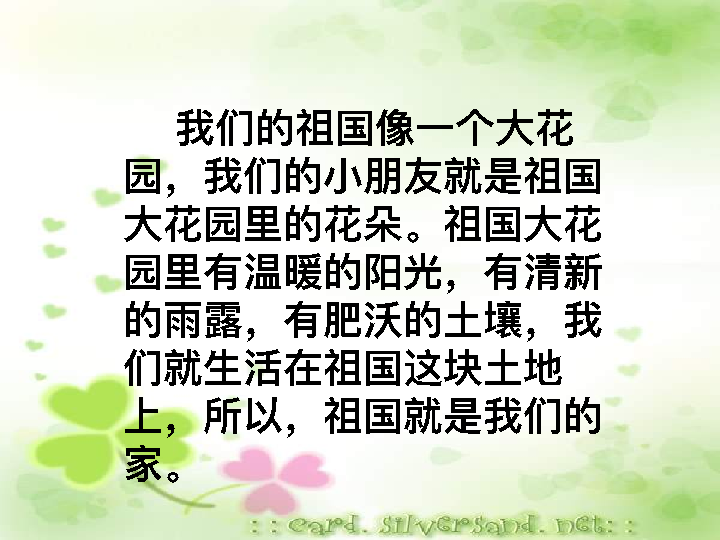 我们的祖国像一个大花
园，我们的小朋友就是祖国
大花园里的花朵。祖国大花
园里有温暖的阳光，有清新
的雨露，有肥沃的土壤，我
们就生活在祖国这块土地
上，所以，祖国就是我们的
家。
::card.silversand.net::